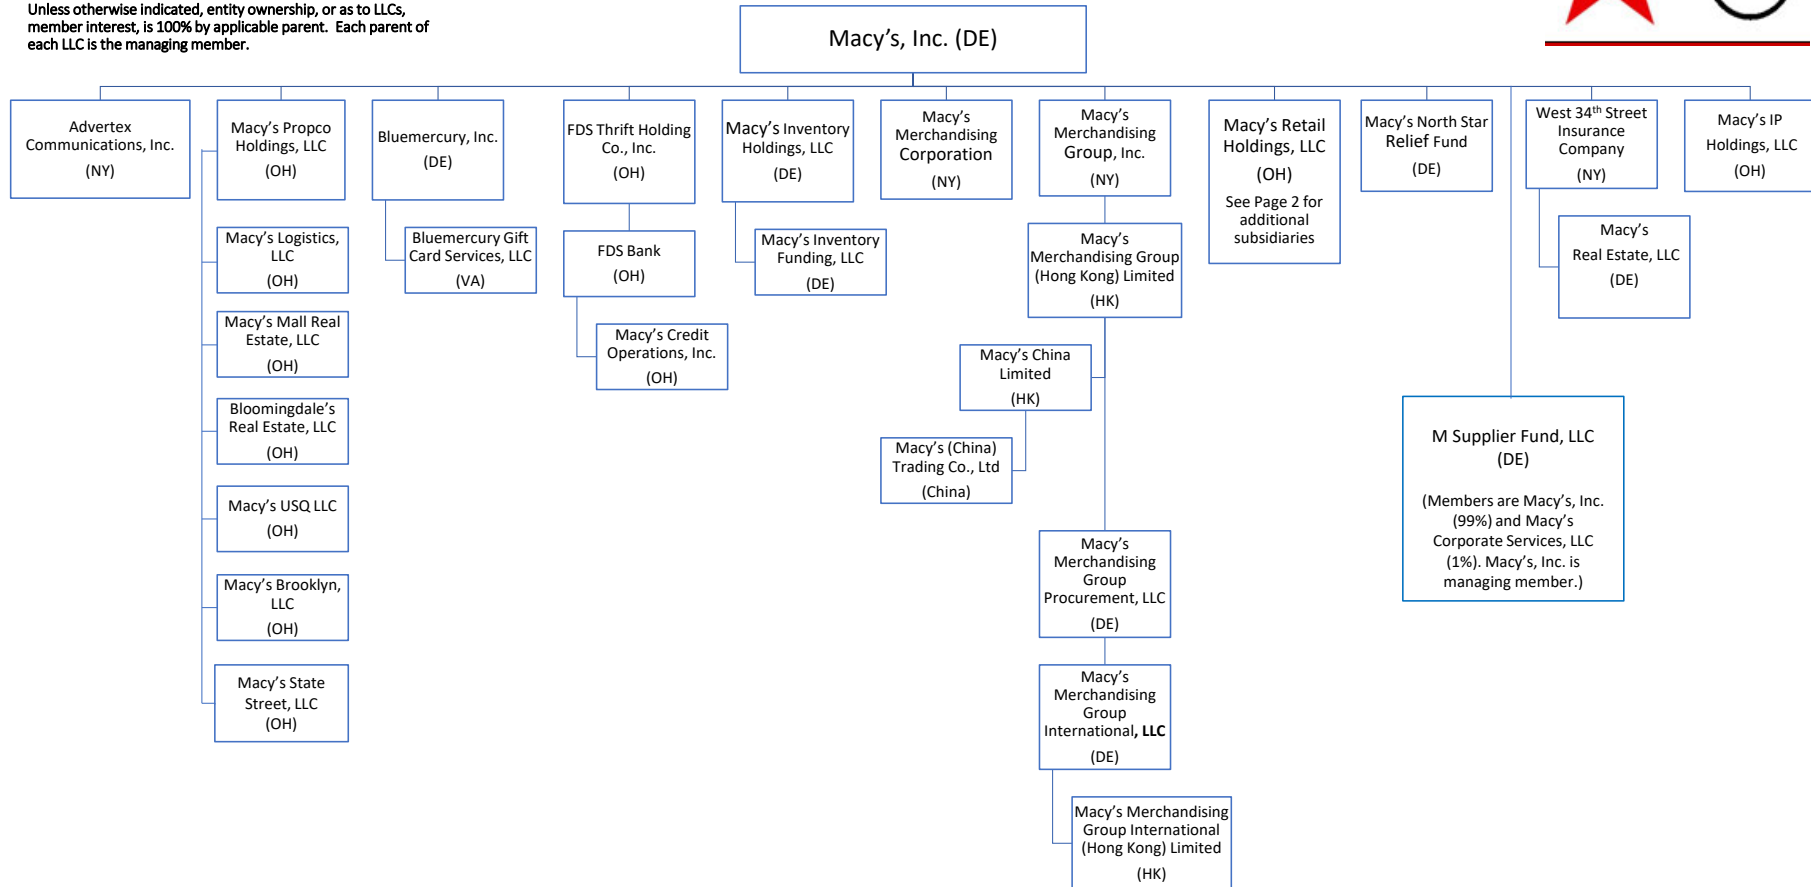 Unless otherwise indicated, entity ownership, or as to LLCs,
member interest, is 100% by applicable parent. Each parent of
each LLC is the managing member.
Macy’s, Inc. (DE)
Advertex
Communications, Inc.
(NY)
Macy’s Propco
Holdings, LLC
(OH)
Bluemercury, Inc.
(DE)
FDS Thrift Holding
Co., Inc.
(OH)
Macy’s Inventory
Holdings, LLC
(DE)
Macy’s
Merchandising
Corporation
(NY)
Macy’s
Merchandising
Group, Inc.
(NY)
Macy’s Retail
Holdings, LLC
(OH)
See Page 2 for
additional
subsidiaries
Macy’s North Star
Relief Fund
(DE)
West 34th Street
Insurance
Company
(NY)
Macy’s IP
Holdings, LLC
(OH)
Macy’s Logistics,
LLC
(OH)
Macy’s Mall Real
Estate, LLC
(OH)
Bloomingdale’s
Real Estate, LLC
(OH)
Macy’s USQ LLC
(OH)
Macy’s Brooklyn,
LLC
(OH)
Macy’s State
Street, LLC
(OH)
Bluemercury Gift
Card Services, LLC
(VA)
FDS Bank
(OH)
Macy’s Credit
Operations, Inc.
(OH)
Macy’s Inventory
Funding, LLC
(DE)
Macy’s
Merchandising Group
(Hong Kong) Limited
(HK)
Macy’s China
Limited
(HK)
Macy’s (China)
Trading Co., Ltd
(China)
Macy’s
Merchandising
Group
Procurement, LLC
(DE)
Macy’s
Merchandising
Group
International, LLC
(DE)
Macy’s Merchandising
Group International
(Hong Kong) Limited
(HK)
Macy’s
Real Estate, LLC
(DE)
M Supplier Fund, LLC
(DE)
(Members are Macy’s, Inc.
(99%) and Macy’s
Corporate Services, LLC
(1%). Macy’s, Inc. is
managing member.)